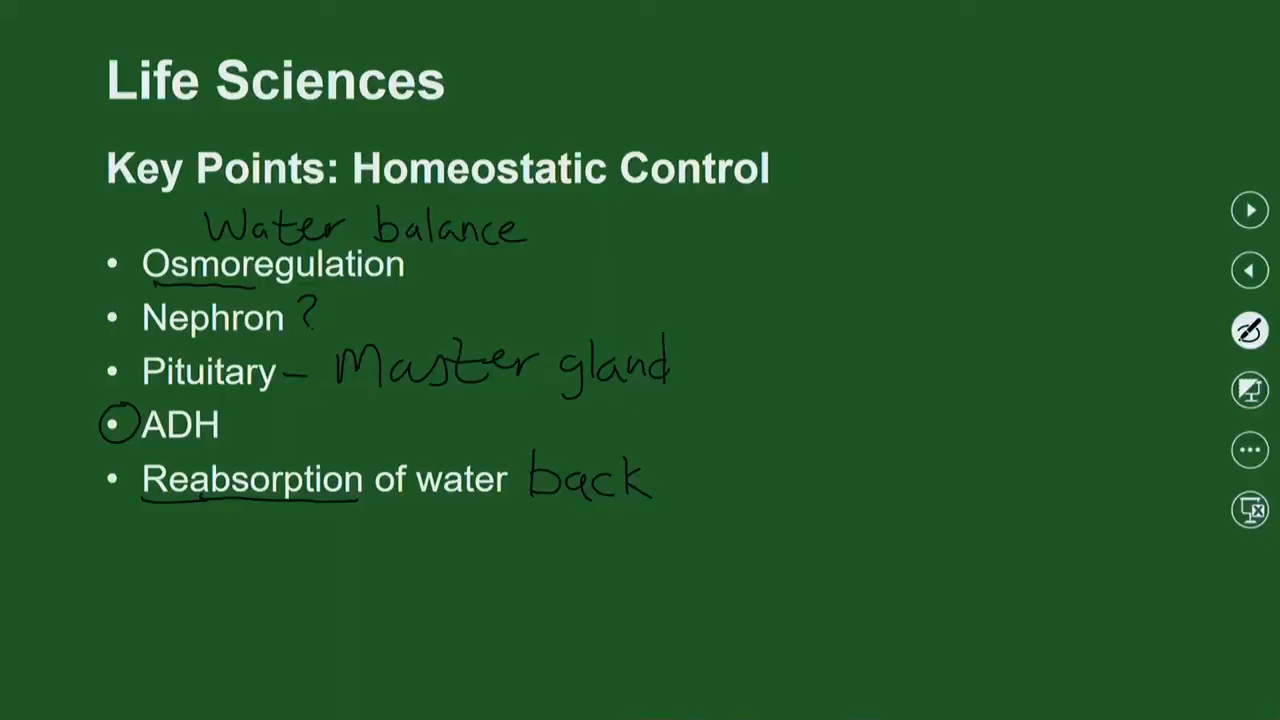 Life Sciences
Key Points: Homeostatic Control
Water balance
• Osmoregulation
• Nephron ?
• Pituitary - Master gland
• ADH
• Reabsorption of water back